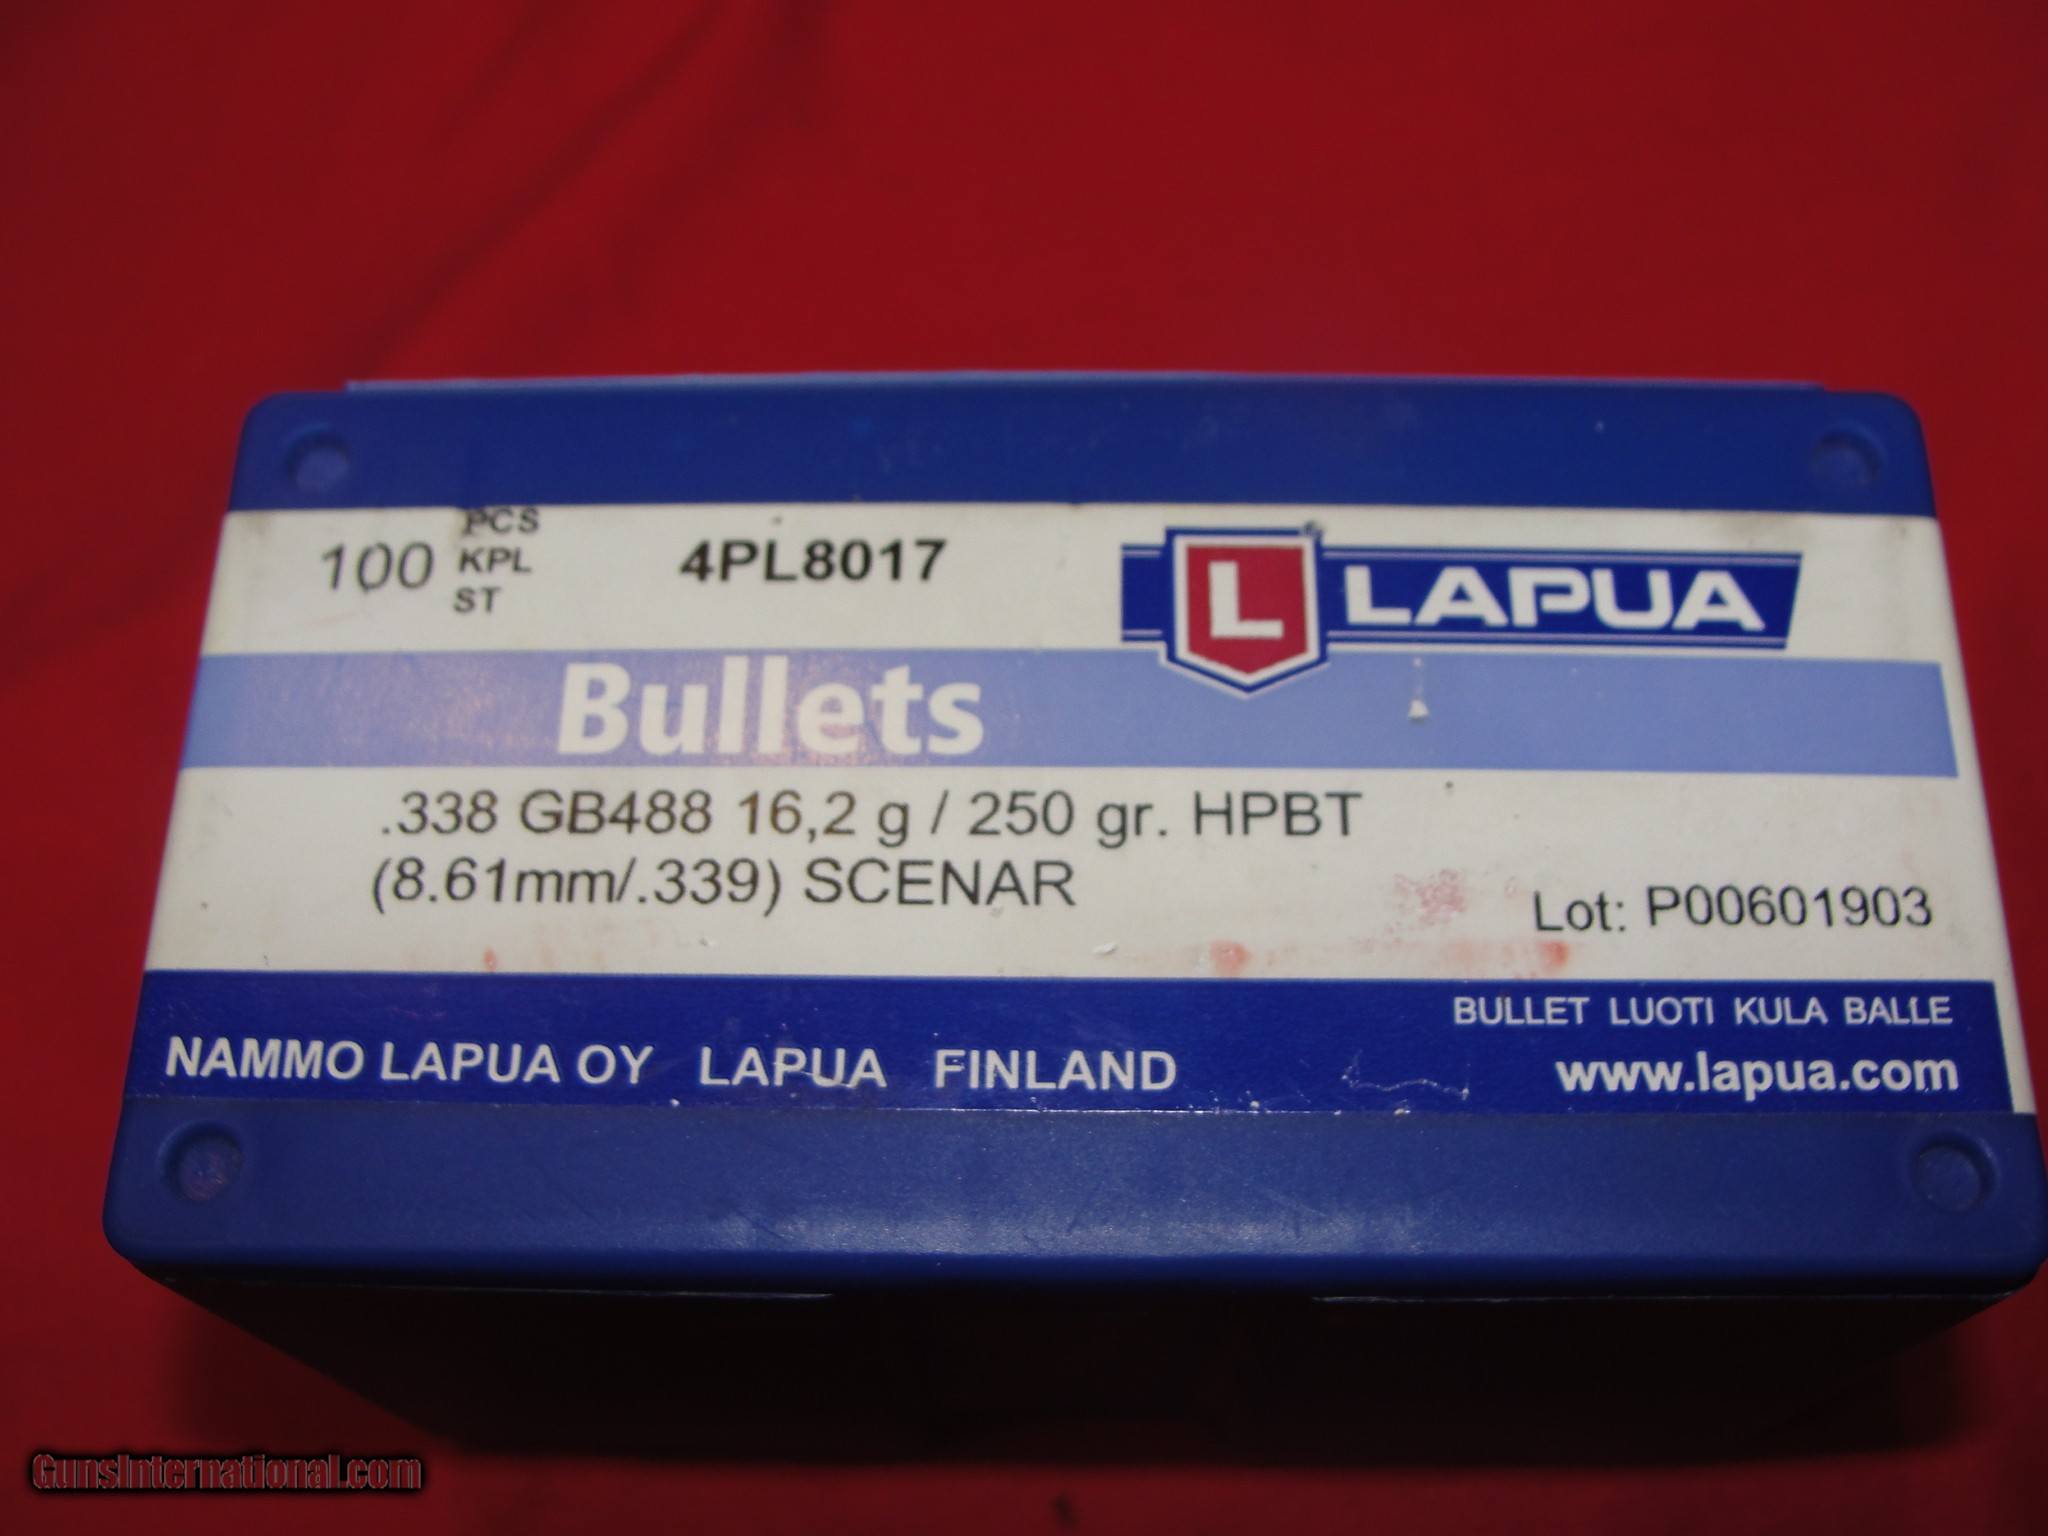 100 PCS KPL ST 4PL8017 L LAPUA
Bullets
.338 GB488 16,2 g / 250 gr. HPBT
(8.61mm/.339) SCENAR
Lot: P00601903
BULLET LUOTI KULA BALLE
NAMMO LAPUA OY LAPUA FINLAND
www.lapua.com
GunsInternational.com